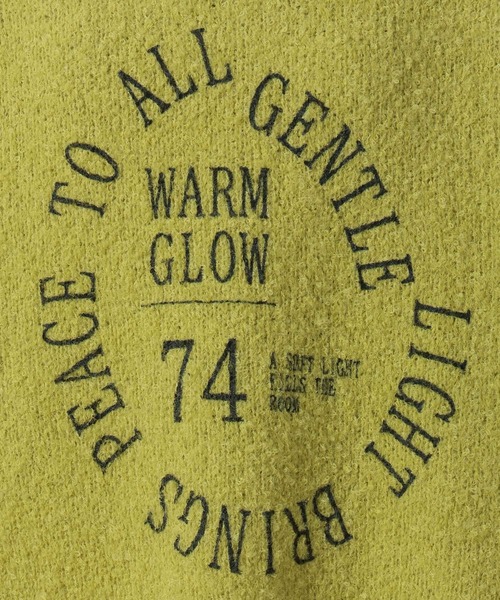 GENTLE LIGHT BRINGS PEACE TO ALL
WARM
GLOW
74
A SOFT LIGHT
FILLS THE
ROOM